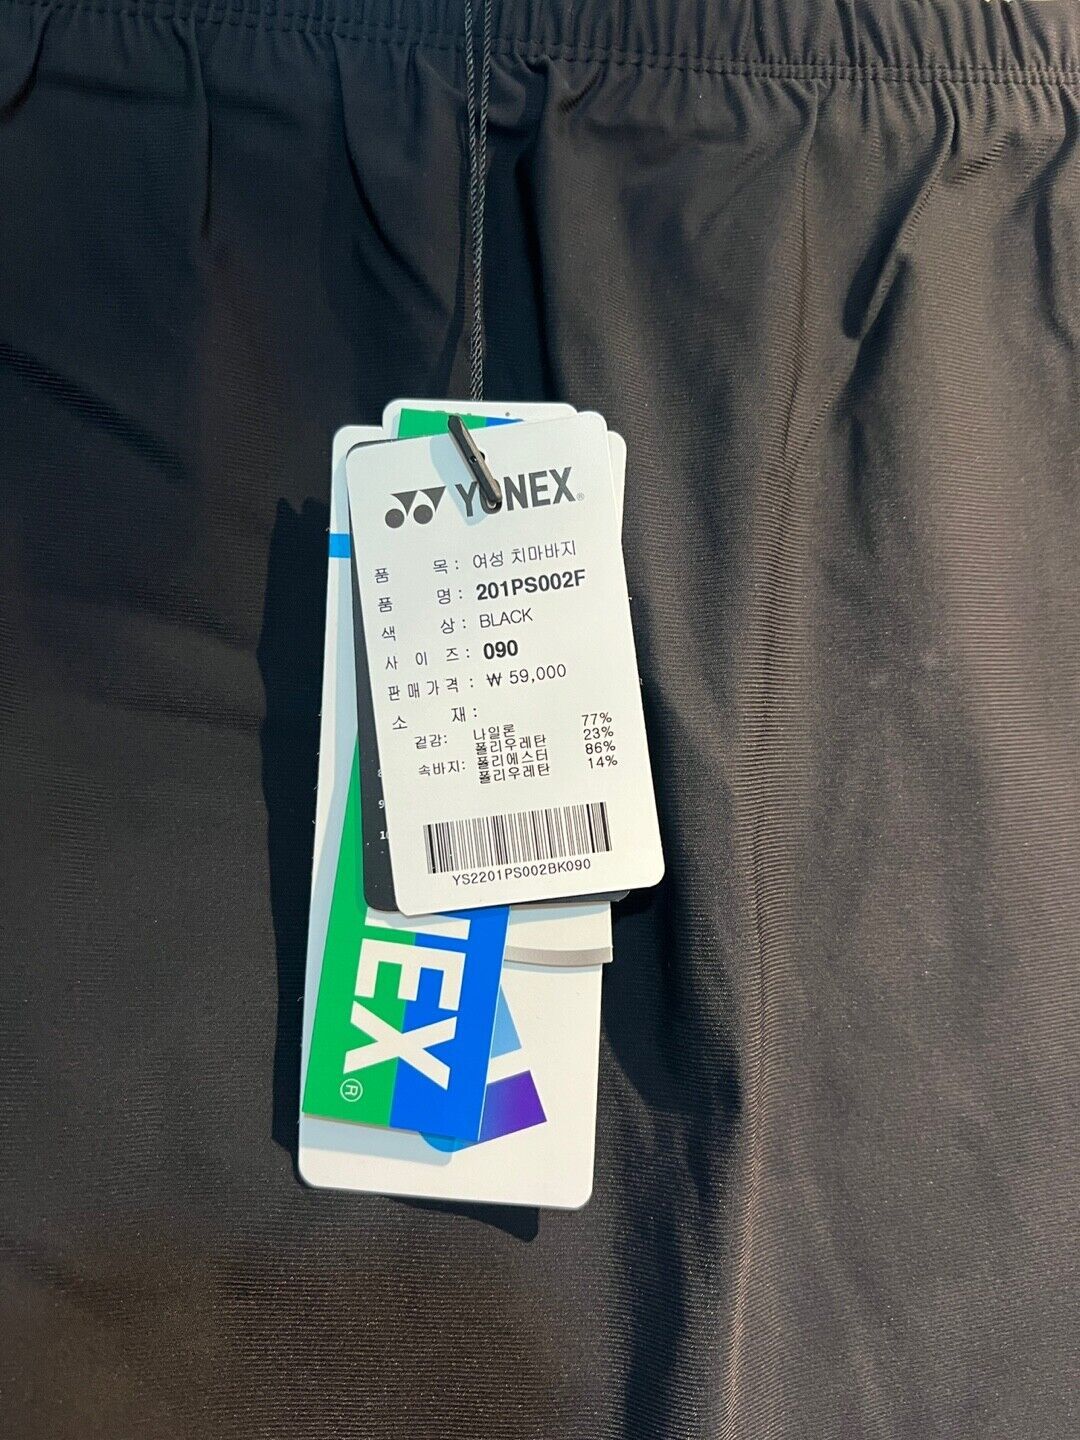 YONEX®
품 목: 여성 치마바지
품 명: 201PS002F
색 상: BLACK
사 이 즈: 090
판매가격: ₩ 59,000
소 재:
겉감: 나일론 77%
폴리우레탄 23%
속바지: 폴리에스터 86%
폴리우레탄 14%
YS2201PS002BK090
NEX®